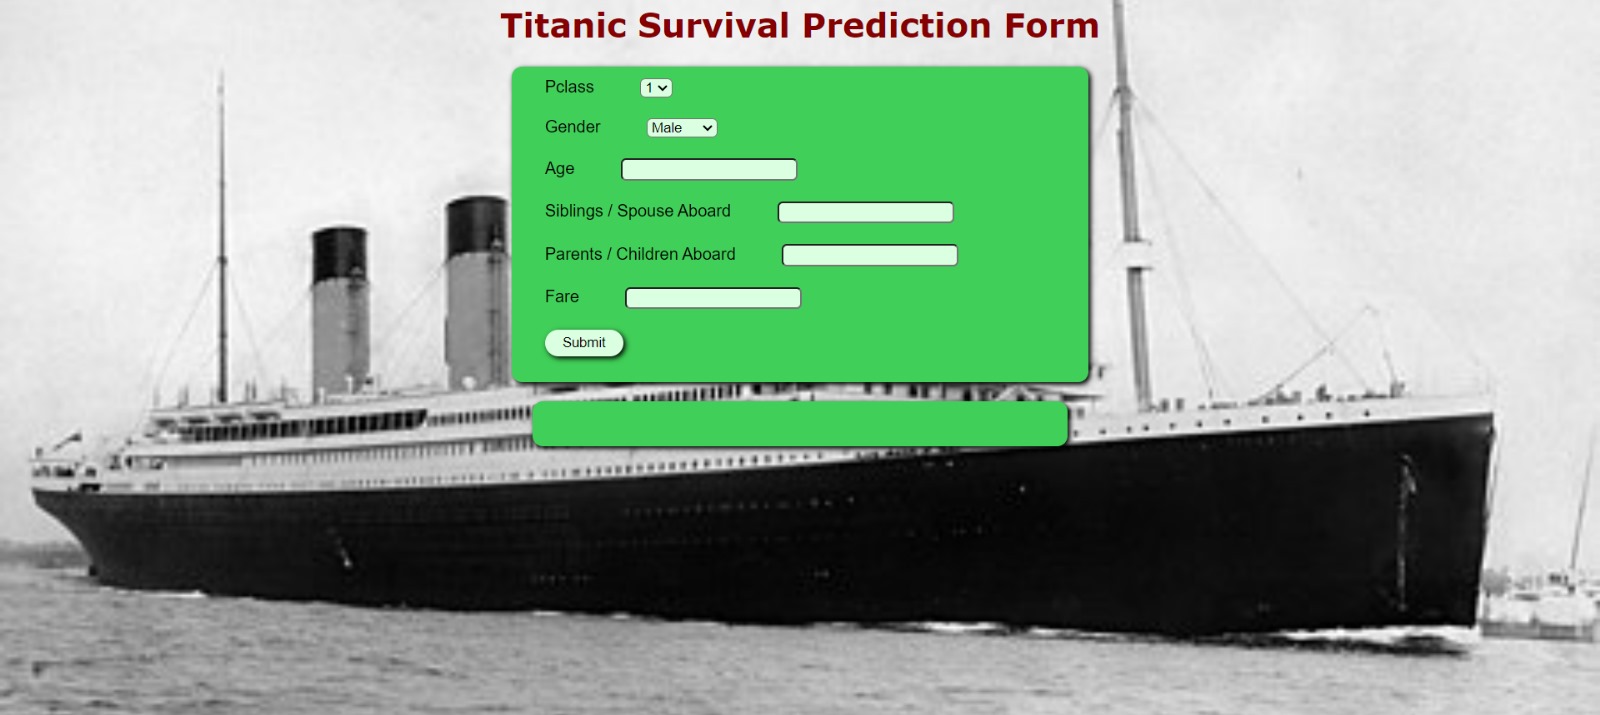 Titanic Survival Prediction Form
Pclass 1
Gender Male
Age
Siblings / Spouse Aboard
Parents / Children Aboard
Fare
Submit